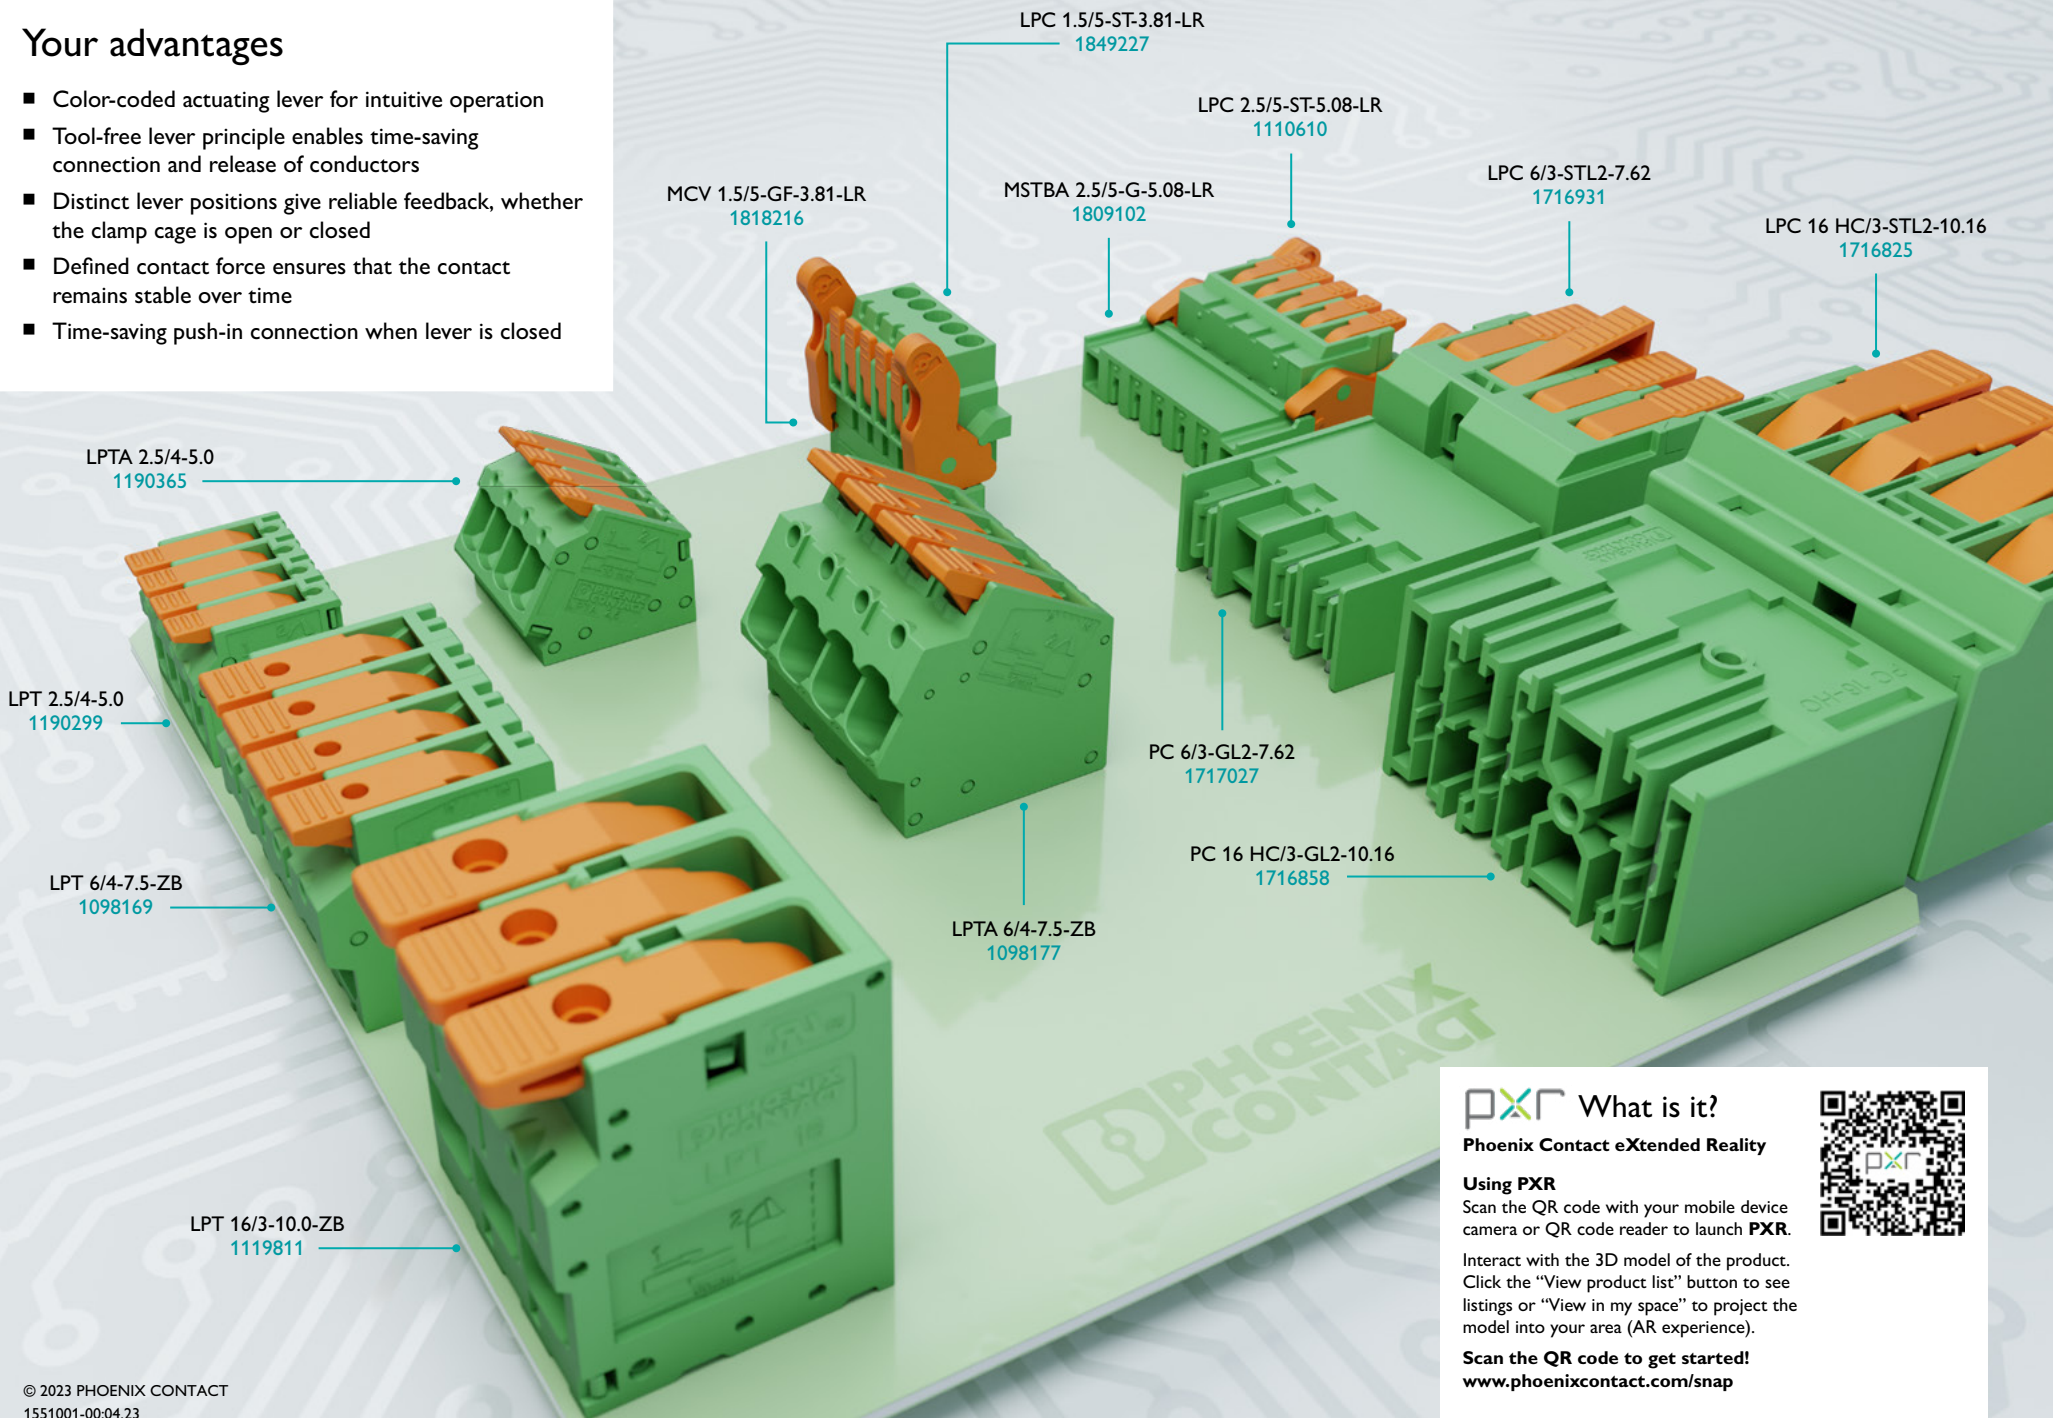 Your advantages
■ Color-coded actuating lever for intuitive operation
■ Tool-free lever principle enables time-saving
connection and release of conductors
■ Distinct lever positions give reliable feedback, whether
the clamp cage is open or closed
■ Defined contact force ensures that the contact
remains stable over time
■ Time-saving push-in connection when lever is closed
LPC 1.5/5-ST-3.81-LR
1849227
LPC 2.5/5-ST-5.08-LR
1110610
MCV 1.5/5-GF-3.81-LR
1818216
MSTBA 2.5/5-G-5.08-LR
1809102
LPC 6/3-STL2-7.62
1716931
LPC 16 HC/3-STL2-10.16
1716825
LPTA 2.5/4-5.0
1190365
LPT 2.5/4-5.0
1190299
PC 6/3-GL2-7.62
1717027
PC 16 HC/3-GL2-10.16
1716858
LPT 6/4-7.5-ZB
1098169
LPTA 6/4-7.5-ZB
1098177
LPT 16/3-10.0-ZB
1119811
PHOENIX
CONTACT
PHOENIX
CONTACT
LPT 16
PC 16-HC
pxr What is it?
Phoenix Contact eXtended Reality
Using PXR
Scan the QR code with your mobile device
camera or QR code reader to launch PXR.
Interact with the 3D model of the product.
Click the “View product list” button to see
listings or “View in my space” to project the
model into your area (AR experience).
Scan the QR code to get started!
www.phoenixcontact.com/snap
pxr
© 2023 PHOENIX CONTACT
1551001-00:04.23